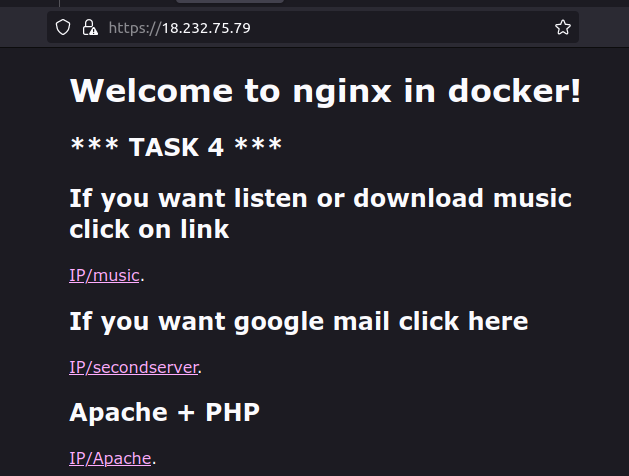 https://18.232.75.79
Welcome to nginx in docker!
*** TASK 4 ***
If you want listen or download music
click on link
IP/music.
If you want google mail click here
IP/secondserver.
Apache + PHP
IP/Apache.